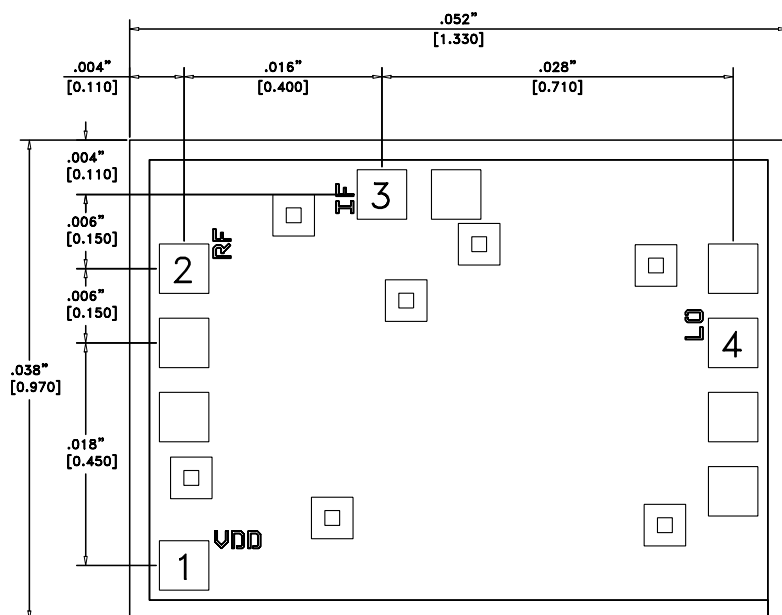 .052”
[1.330]
.004” .016” .028”
[0.110] [0.400] [0.710]
.004”
[0.110]
IF 3
.006”
[0.150]
RF
2
.006”
[0.150]
LO 4
.038”
[0.970]
.018”
[0.450]
VDD
1